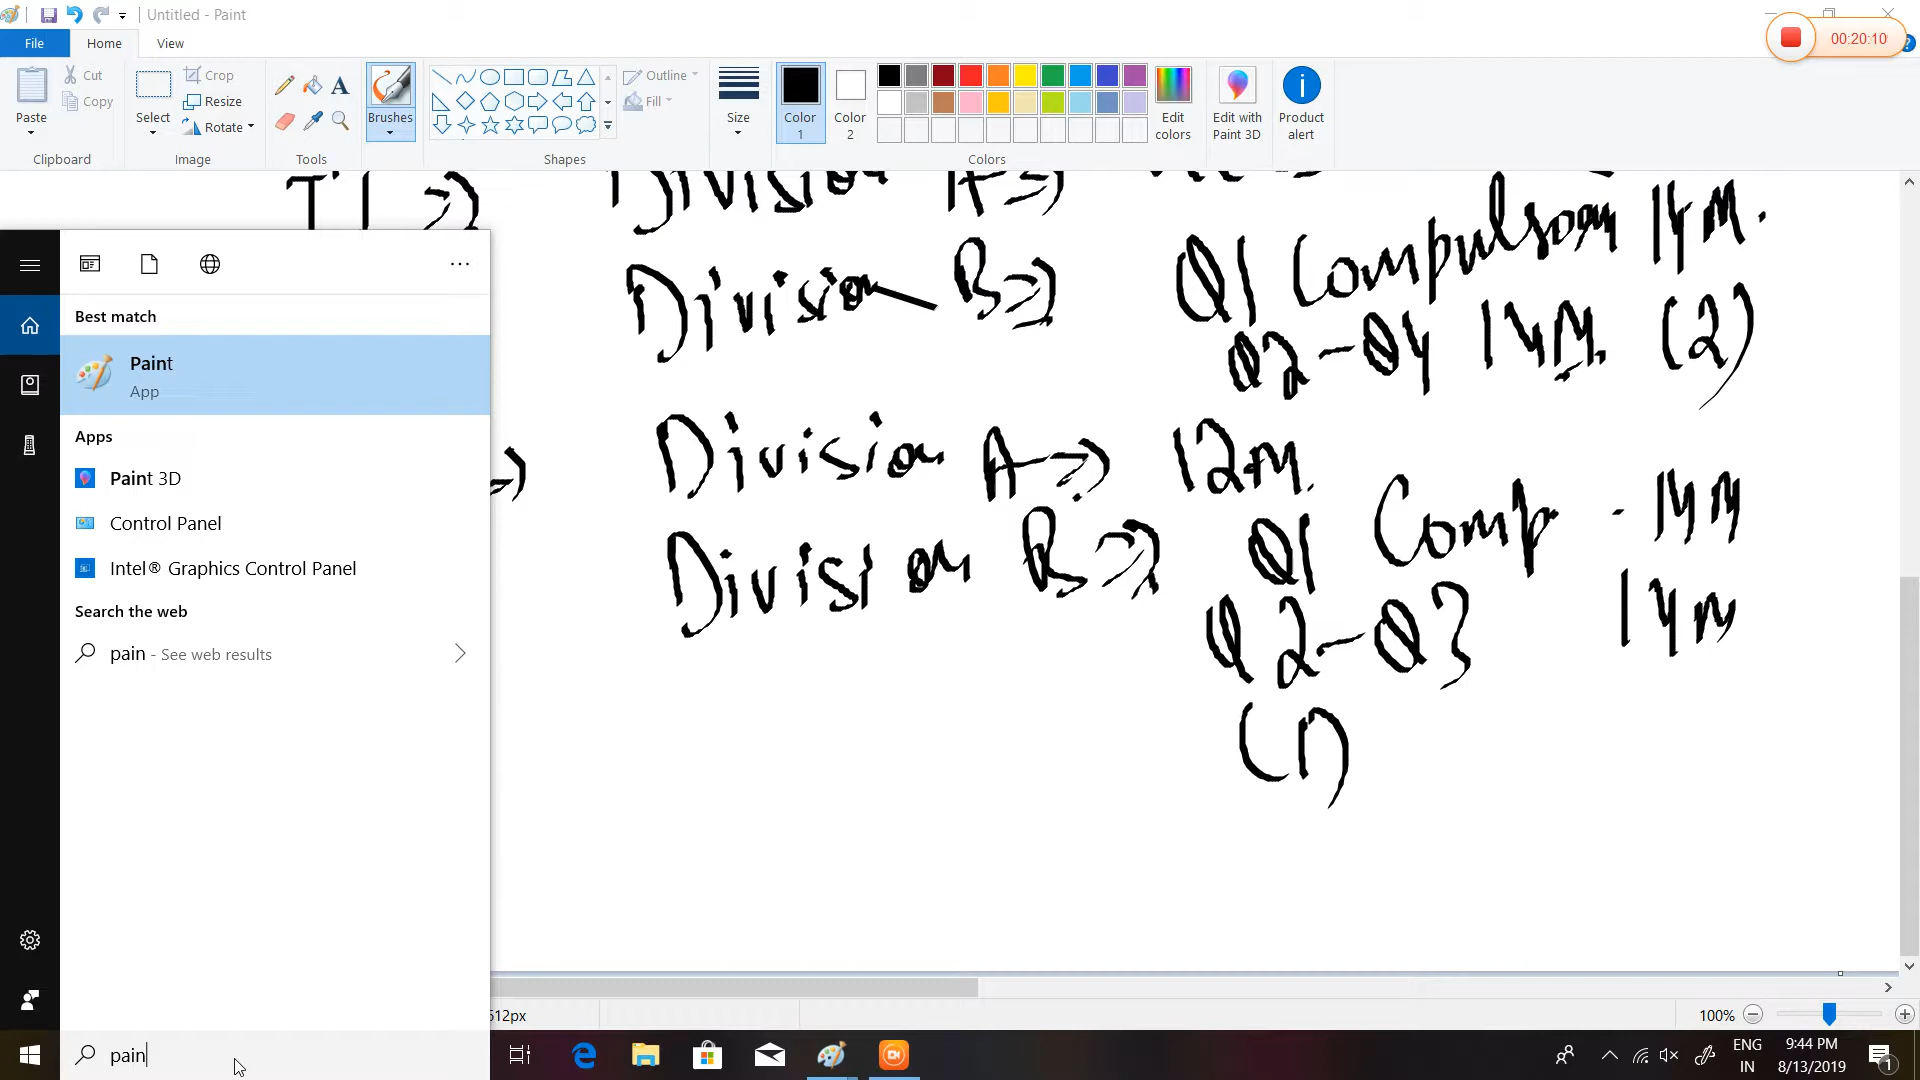 Untitled - Paint
00:20:10
File Home View
Cut
Copy
Paste
Clipboard
Select
Crop
Resize
Rotate
Image
Tools
Brushes
Outline
Fill
Shapes
Size
Color 1
Color 2
Edit colors
Colors
Edit with Paint 3D
Product alert
Division A⇒
Division B⇒ Q1 Compulsory 14M.
Q2-Q4 14M. (2)
Division A⇒ 12M.
Division B⇒ Q1 Comp - 14M
Q2-Q3 14M
(1)
Best match
Paint
App
Apps
Paint 3D
Control Panel
Intel® Graphics Control Panel
Search the web
pain - See web results
512px
100%
pain
ENG
IN
9:44 PM
8/13/2019
1